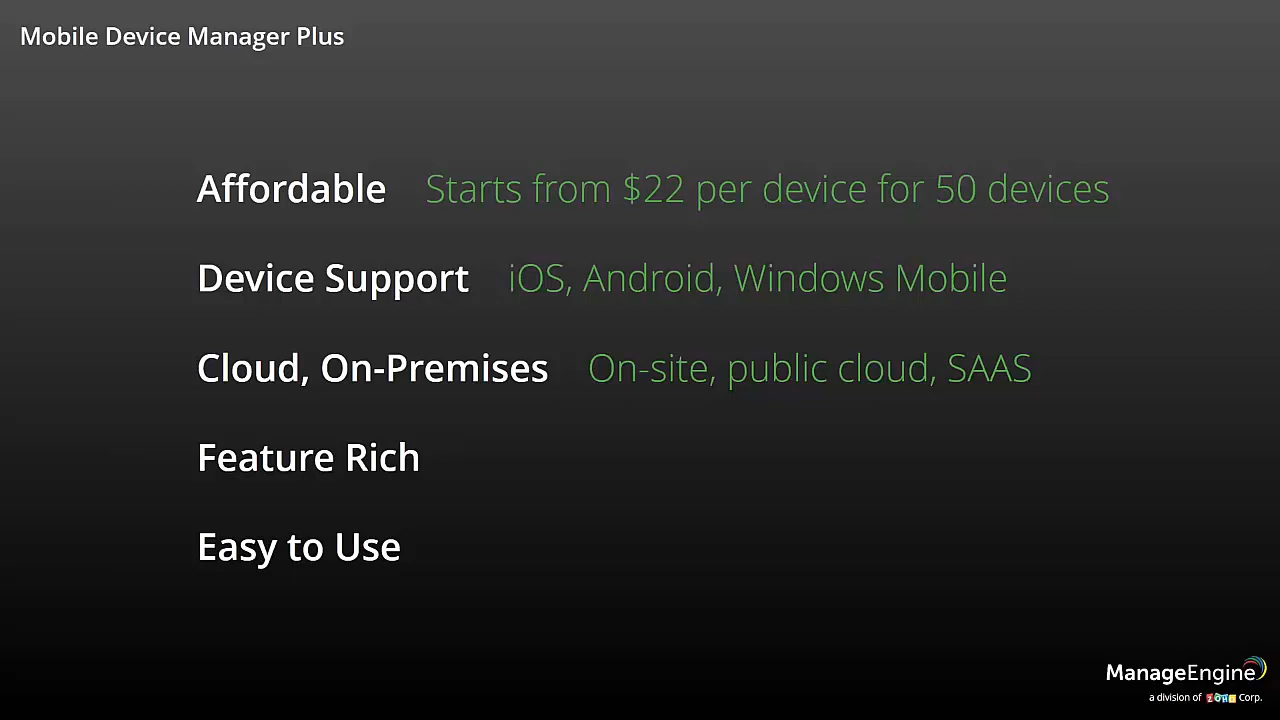 Mobile Device Manager Plus
Affordable Starts from $22 per device for 50 devices
Device Support iOS, Android, Windows Mobile
Cloud, On-Premises On-site, public cloud, SAAS
Feature Rich
Easy to Use
ManageEngine
a division of ZOHO Corp.